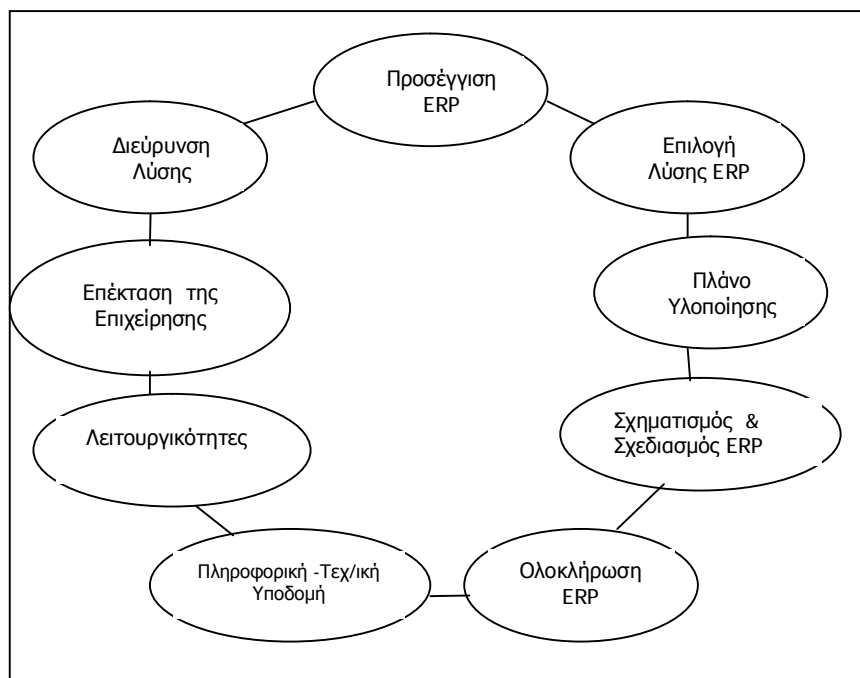 Προσέγγιση
ERP
Επιλογή
Λύσης ERP
Πλάνο
Υλοποίησης
Σχηματισμός &
Σχεδιασμός ERP
Ολοκλήρωση
ERP
Πληροφορική -Τεχ/ική
Υποδομή
Λειτουργικότητες
Επέκταση της
Επιχείρησης
Διεύρυνση
Λύσης